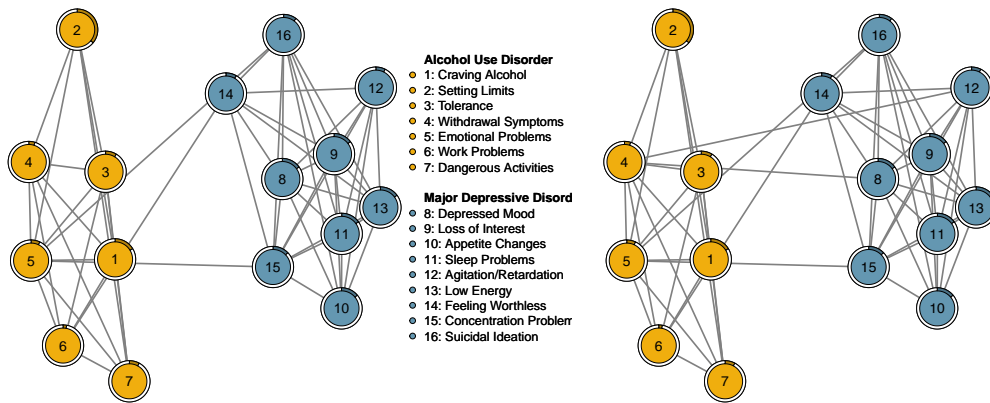 2
16
12
14
4
3
9
8
13
11
5
1
15
10
6
7
Alcohol Use Disorder
1: Craving Alcohol
2: Setting Limits
3: Tolerance
4: Withdrawal Symptoms
5: Emotional Problems
6: Work Problems
7: Dangerous Activities
Major Depressive Disord
8: Depressed Mood
9: Loss of Interest
10: Appetite Changes
11: Sleep Problems
12: Agitation/Retardation
13: Low Energy
14: Feeling Worthless
15: Concentration Problem
16: Suicidal Ideation
2
16
12
14
4
3
9
8
13
11
5
1
15
10
6
7